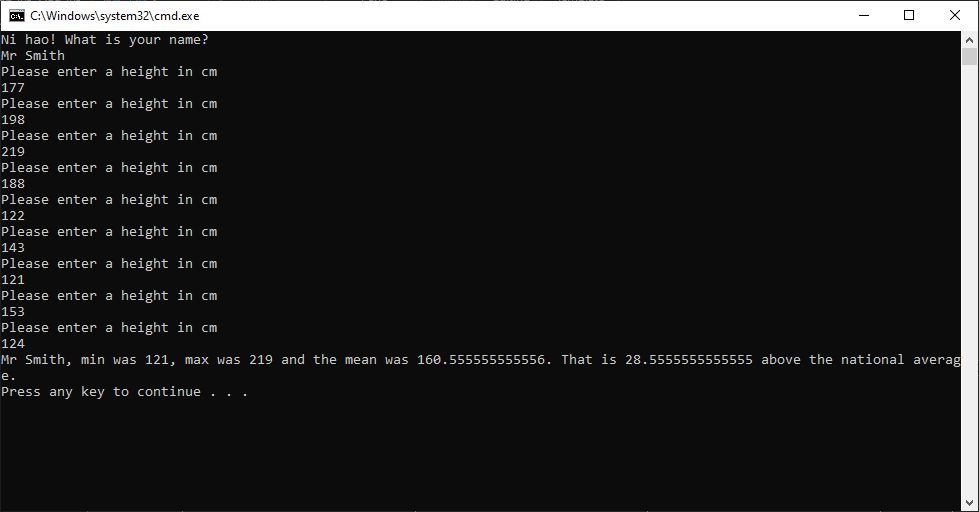 C:\Windows\system32\cmd.exe
Ni hao! What is your name?
Mr Smith
Please enter a height in cm
177
Please enter a height in cm
198
Please enter a height in cm
219
Please enter a height in cm
188
Please enter a height in cm
122
Please enter a height in cm
143
Please enter a height in cm
121
Please enter a height in cm
153
Please enter a height in cm
124
Mr Smith, min was 121, max was 219 and the mean was 160.555555555556. That is 28.5555555555555 above the national averag
e.
Press any key to continue . . .